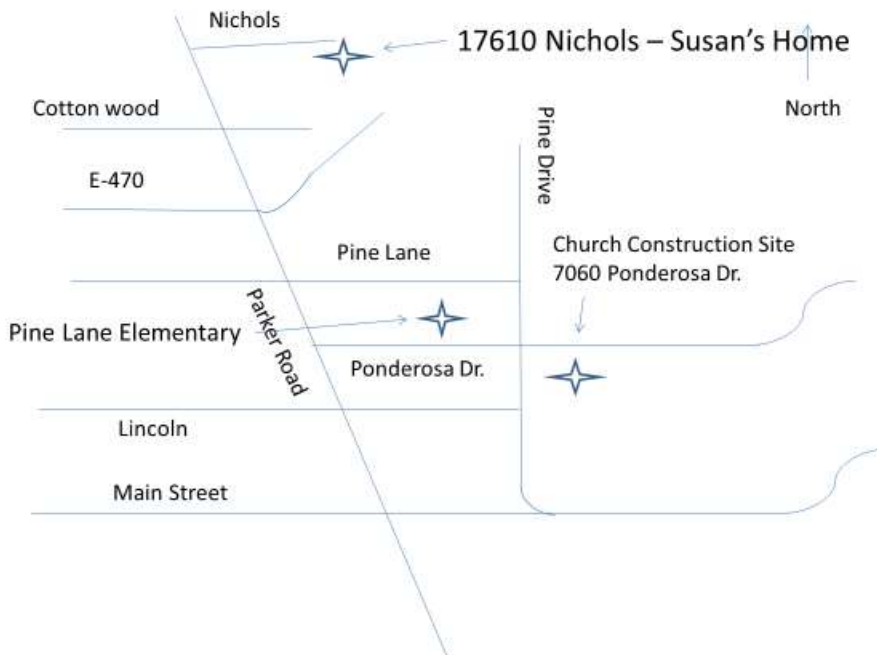 Nichols
17610 Nichols – Susan's Home
Cotton wood
North
Pine Drive
E-470
Church Construction Site
7060 Ponderosa Dr.
Pine Lane
Parker Road
Pine Lane Elementary
Ponderosa Dr.
Lincoln
Main Street